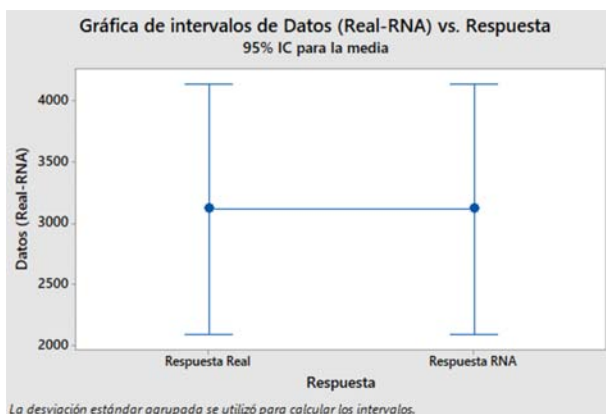 Gráfica de intervalos de Datos (Real-RNA) vs. Respuesta
95% IC para la media
4000
3500
3000
2500
2000
Datos (Real-RNA)
Respuesta Real
Respuesta RNA
Respuesta
La desviación estándar agrupada se utilizó para calcular los intervalos.